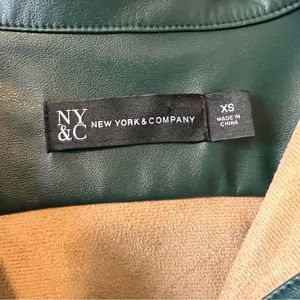 NY
&C NEW YORK & COMPANY
XS
MADE IN
CHINA